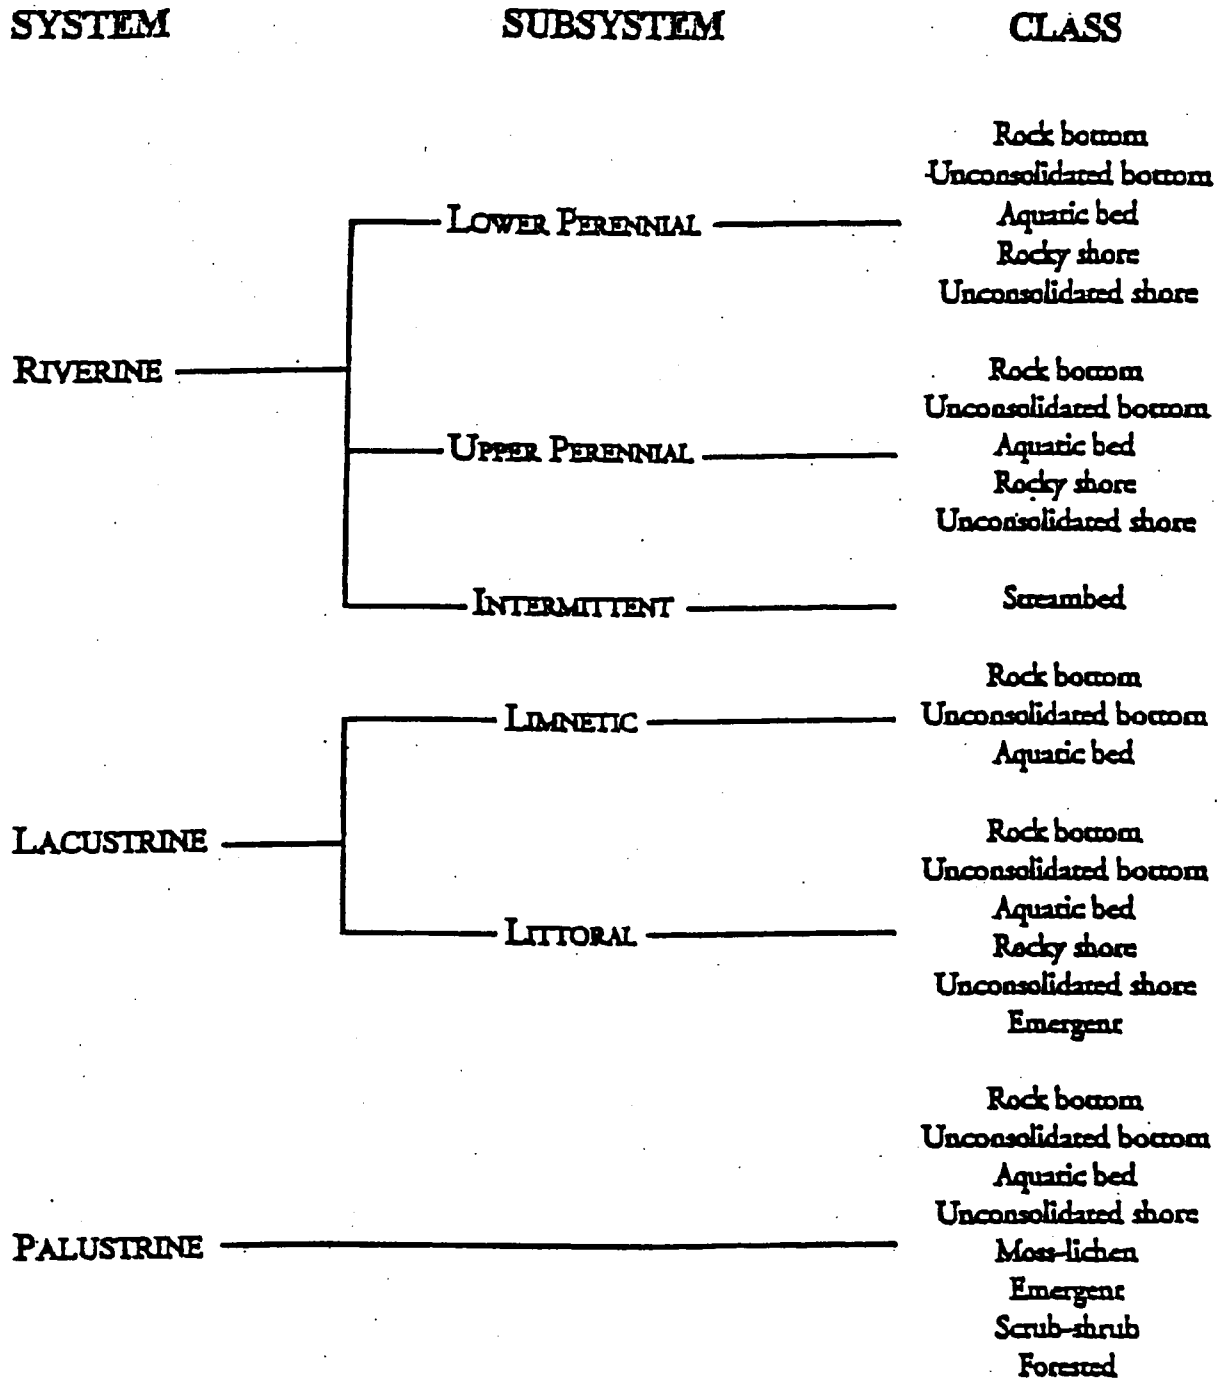 SYSTEM SUBSYSTEM CLASS
Rock bottom
Unconsolidated bottom
LOWER PERENNIAL Aquatic bed
Rocky shore
Unconsolidated shore
RIVERINE Rock bottom
Unconsolidated bottom
UPPER PERENNIAL Aquatic bed
Rocky shore
Unconsolidated shore
INTERMITTENT Streambed
Rock bottom
LIMNETIC Unconsolidated bottom
Aquatic bed
LACUSTRINE Rock bottom
Unconsolidated bottom
Aquatic bed
LITTORAL Rocky shore
Unconsolidated shore
Emergent
Rock bottom
Unconsolidated bottom
Aquatic bed
Unconsolidated shore
PALUSTRINE Moss-lichen
Emergent
Scrub-shrub
Forested